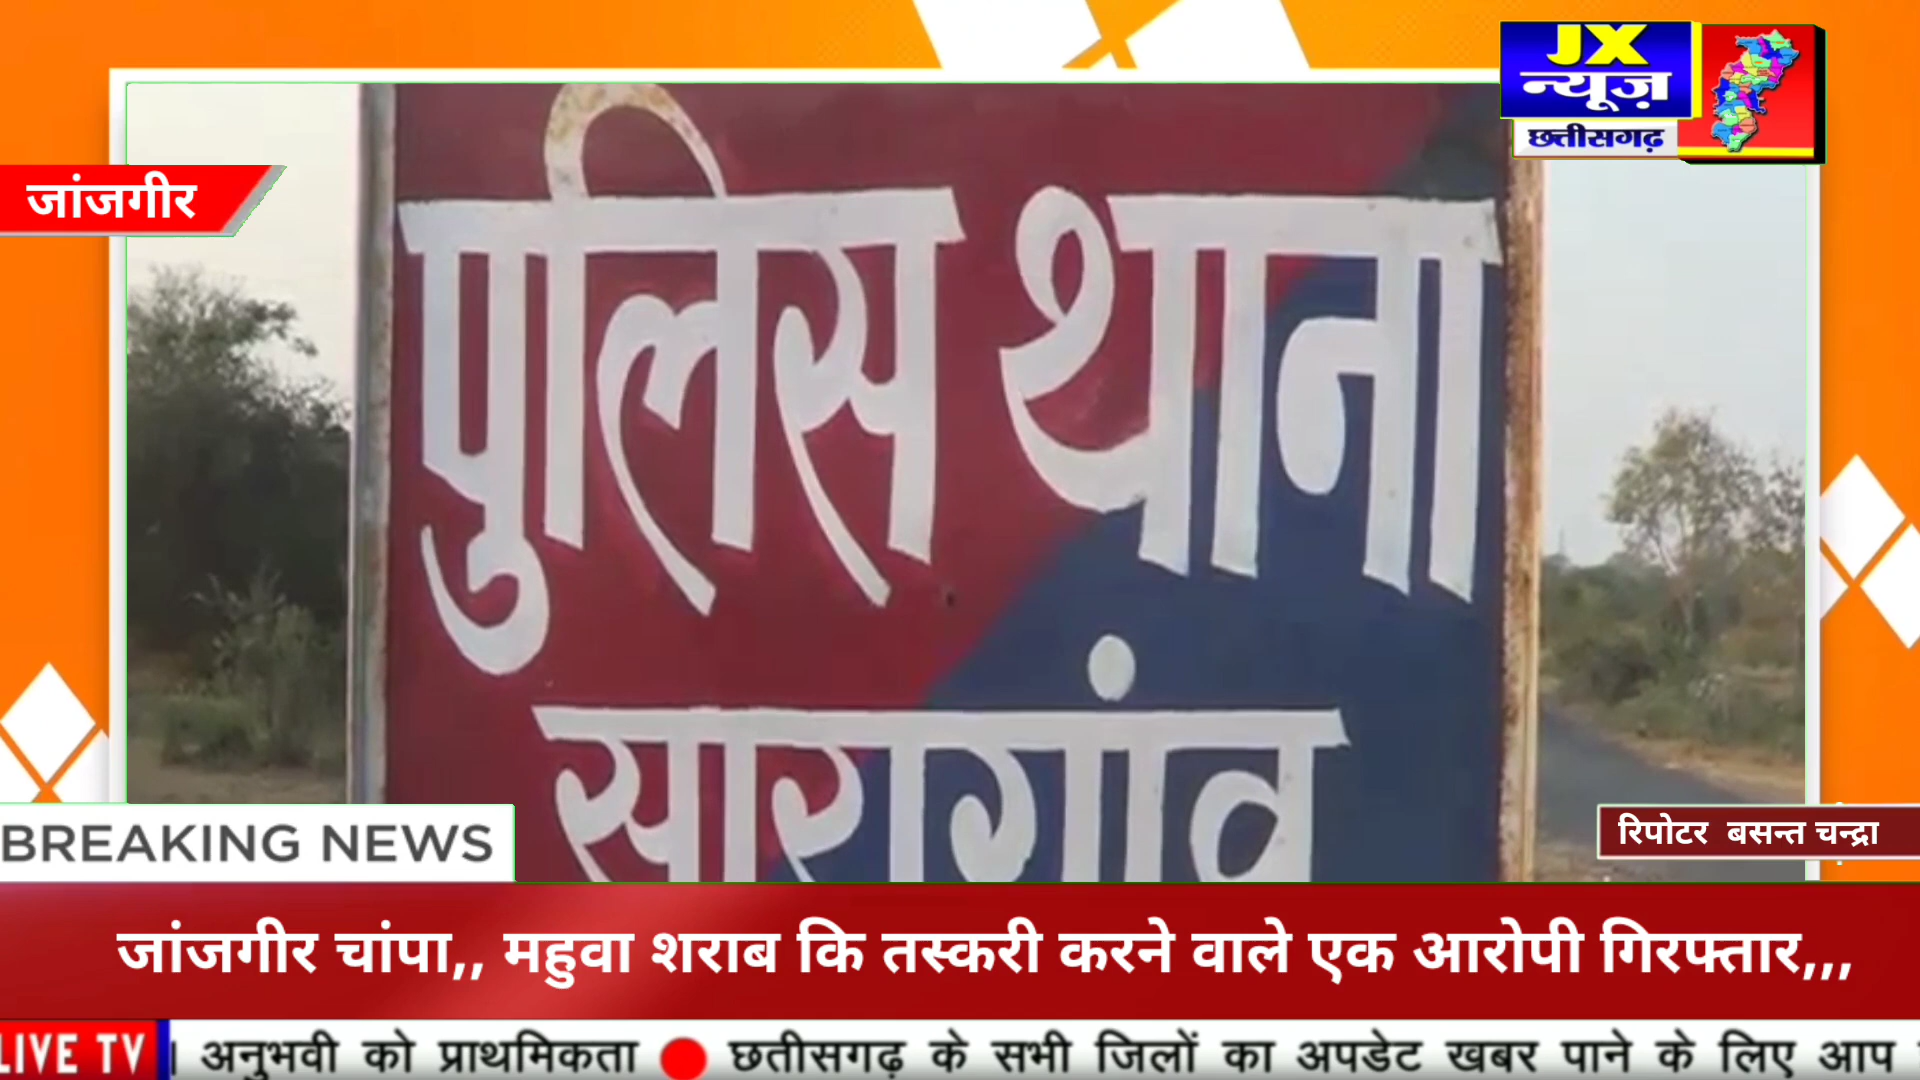 JX
न्यूज़
छत्तीसगढ़
जांजगीर
पुलिस थाना
सारागांव
BREAKING NEWS
रिपोटर बसन्त चन्द्रा
जांजगीर चांपा,, महुवा शराब कि तस्करी करने वाले एक आरोपी गिरफ्तार,,,
LIVE TV । अनुभवी को प्राथमिकता छतीसगढ़ के सभी जिलों का अपडेट खबर पाने के लिए आप